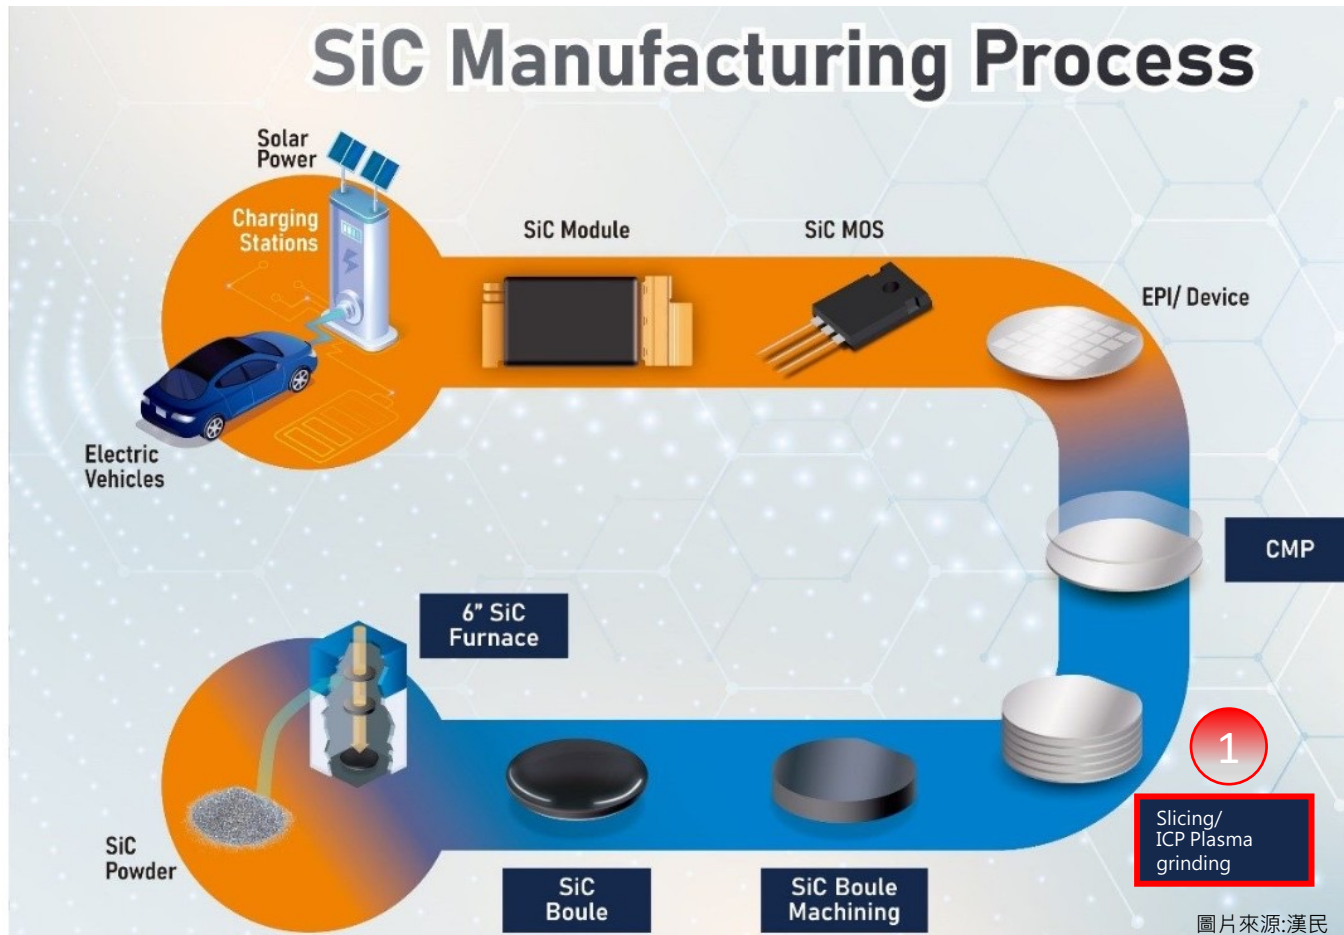 SiC Manufacturing Process
Solar
Power
Charging
Stations
Electric
Vehicles
SiC Module
SiC MOS
EPI/ Device
CMP
6” SiC
Furnace
SiC
Powder
SiC
Boule
SiC Boule
Machining
1
Slicing/
ICP Plasma
grinding
圖片來源:漢民